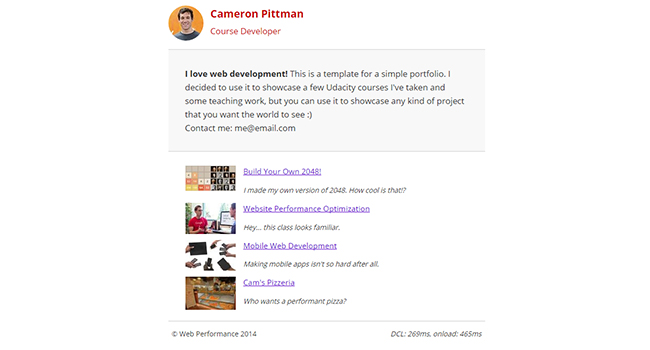 Cameron Pittman
Course Developer
I love web development! This is a template for a simple portfolio. I
decided to use it to showcase a few Udacity courses I've taken and
some teaching work, but you can use it to showcase any kind of project
that you want the world to see :)
Contact me: me@email.com
Build Your Own 2048!
I made my own version of 2048. How cool is that!?
Website Performance Optimization
Hey... this class looks familiar.
Mobile Web Development
Making mobile apps isn't so hard after all.
Cam's Pizzeria
Who wants a performant pizza?
© Web Performance 2014
DCL: 269ms, onload: 465ms